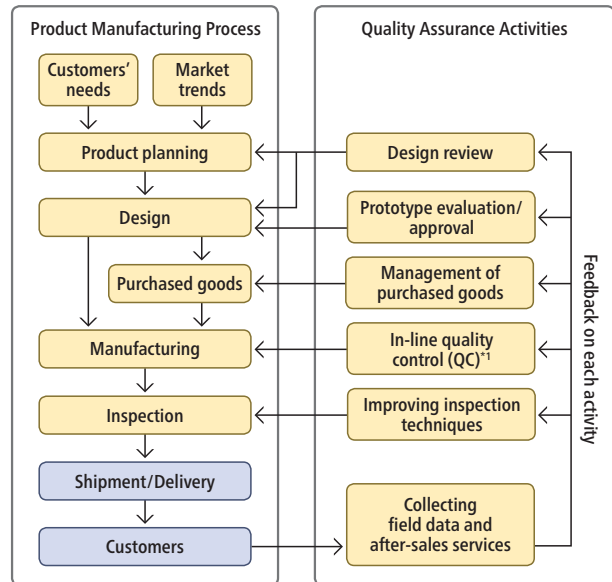 Product Manufacturing Process
Customers'
needs
Market
trends
Product planning
Design
Purchased goods
Manufacturing
Inspection
Shipment/Delivery
Customers
Quality Assurance Activities
Design review
Prototype evaluation/
approval
Management of
purchased goods
In-line quality
control (QC)*1
Improving inspection
techniques
Collecting
field data and
after-sales services
Feedback on each activity